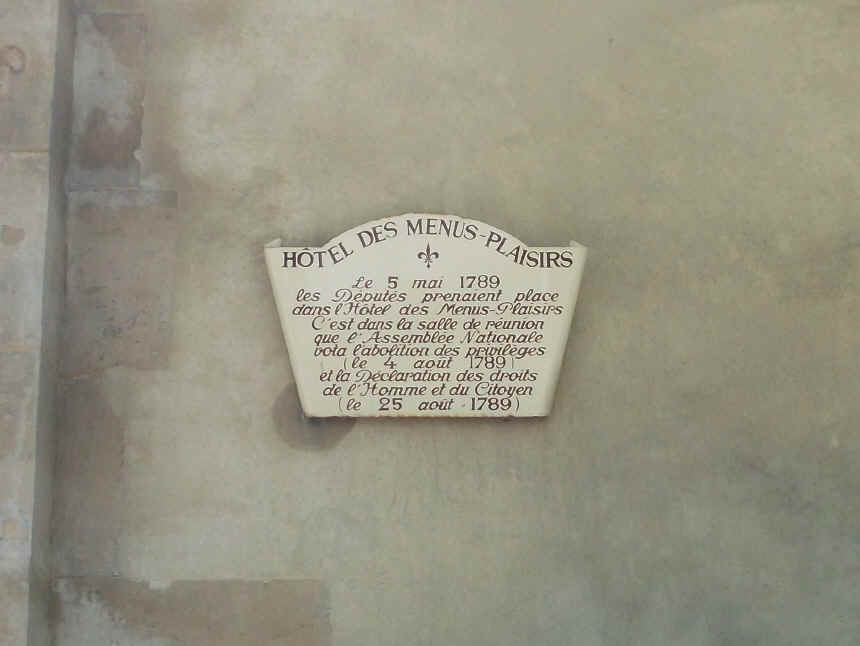 HÔTEL DES MENUS-PLAISIRS
Le 5 mai 1789
les Députés prenaient place
dans l'Hôtel des Menus-Plaisirs
C'est dans la salle de réunion
que l'Assemblée Nationale
vota l'abolition des privilèges
(le 4 août 1789)
et la Déclaration des droits
de l'Homme et du Citoyen
(le 25 août 1789)